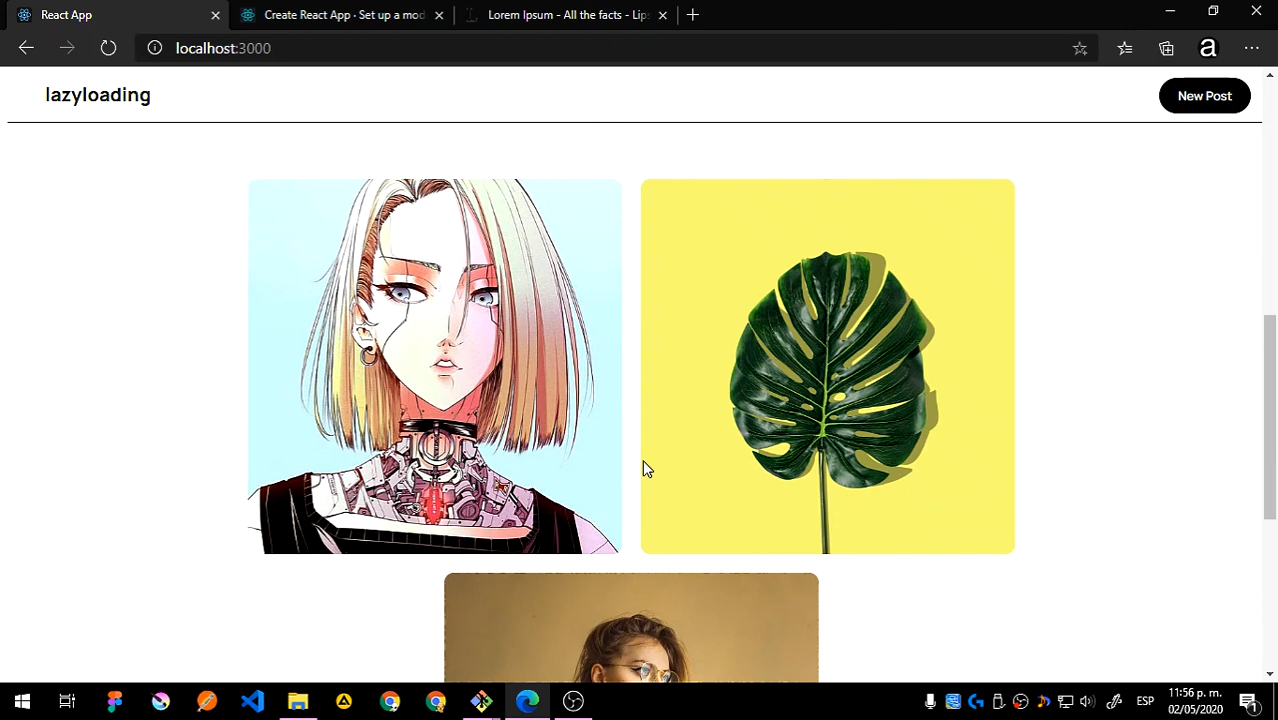 React App
Create React App · Set up a mod
Lorem Ipsum - All the facts - Lip
localhost:3000
a
lazyloading
New Post
ESP
11:56 p. m.
02/05/2020
1